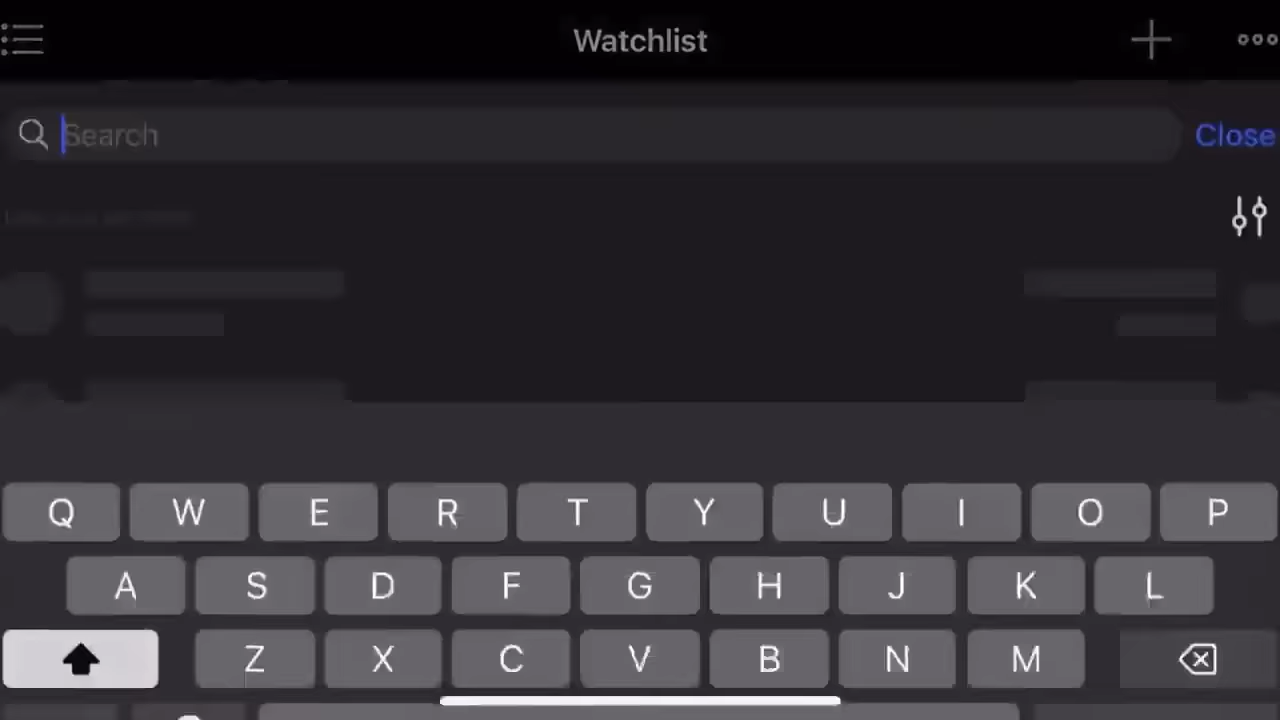 Watchlist
Search
Close
Q W E R T Y U I O P
A S D F G H J K L
Z X C V B N M